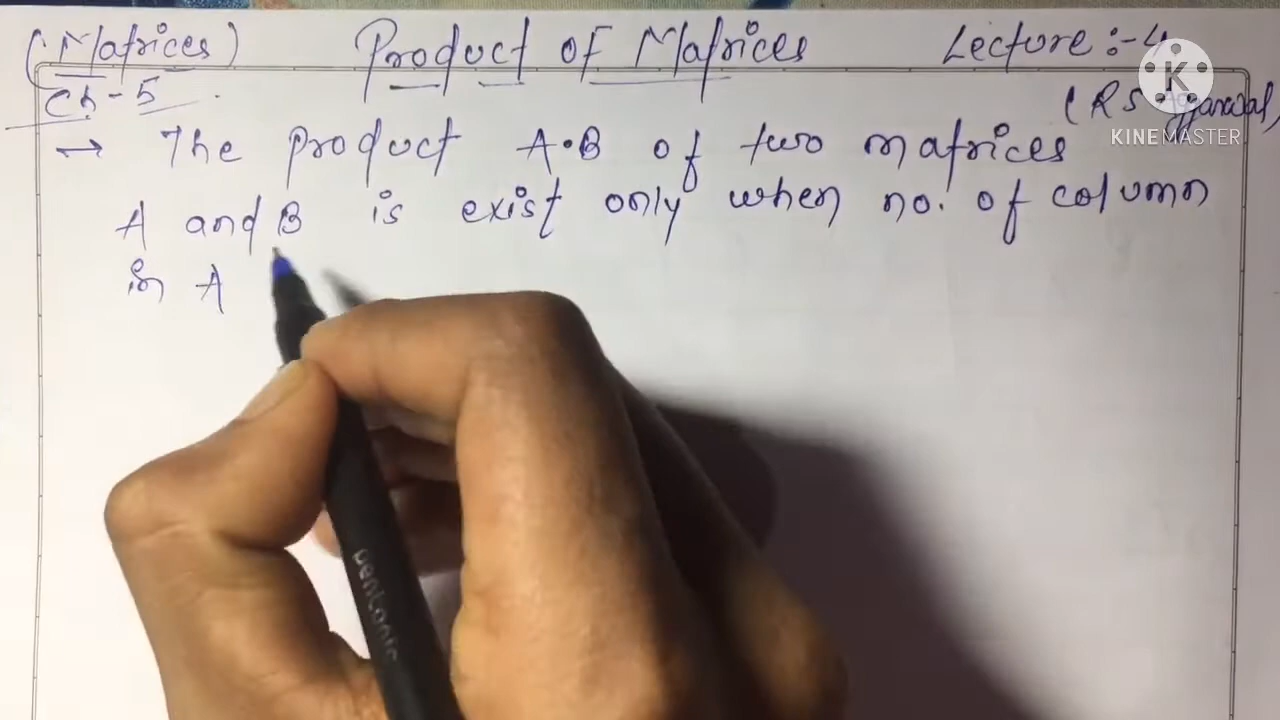 (Matrices) Product of Matrices Lecture :- 4
Ch - 5 (RS Aggarwal)
→ The product A·B of two matrices
A and B is exist only when no. of column
in A
K
KINEMASTER
pentonic